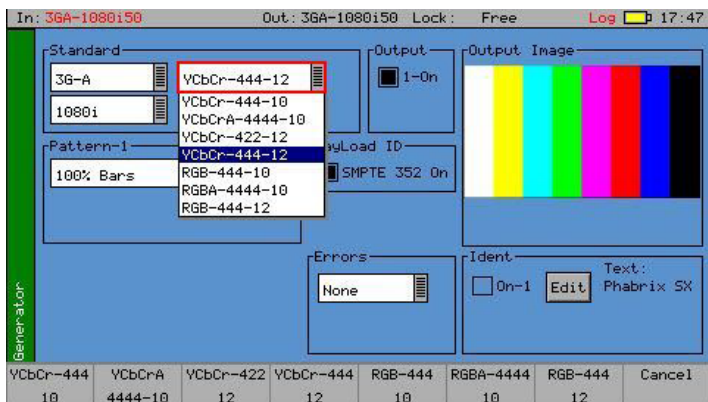 In: 3GA-1080i50 Out: 3GA-1080i50 Lock: Free Log 17:47
Standard
3G-A
YCbCr-444-12
1080i
YCbCr-444-10
YCbCrA-4444-10
YCbCr-422-12
YCbCr-444-12
RGB-444-10
RGBA-4444-10
RGB-444-12
Output
1-On
Output Image
Pattern-1
100% Bars
ayLoad ID
SMPTE 352 On
Errors
None
Ident
On-1
Edit
Text:
Phabrix SX
Generator
YCbCr-444 YCbCrA YCbCr-422 YCbCr-444 RGB-444 RGBA-4444 RGB-444 Cancel
10 4444-10 12 12 10 10 12